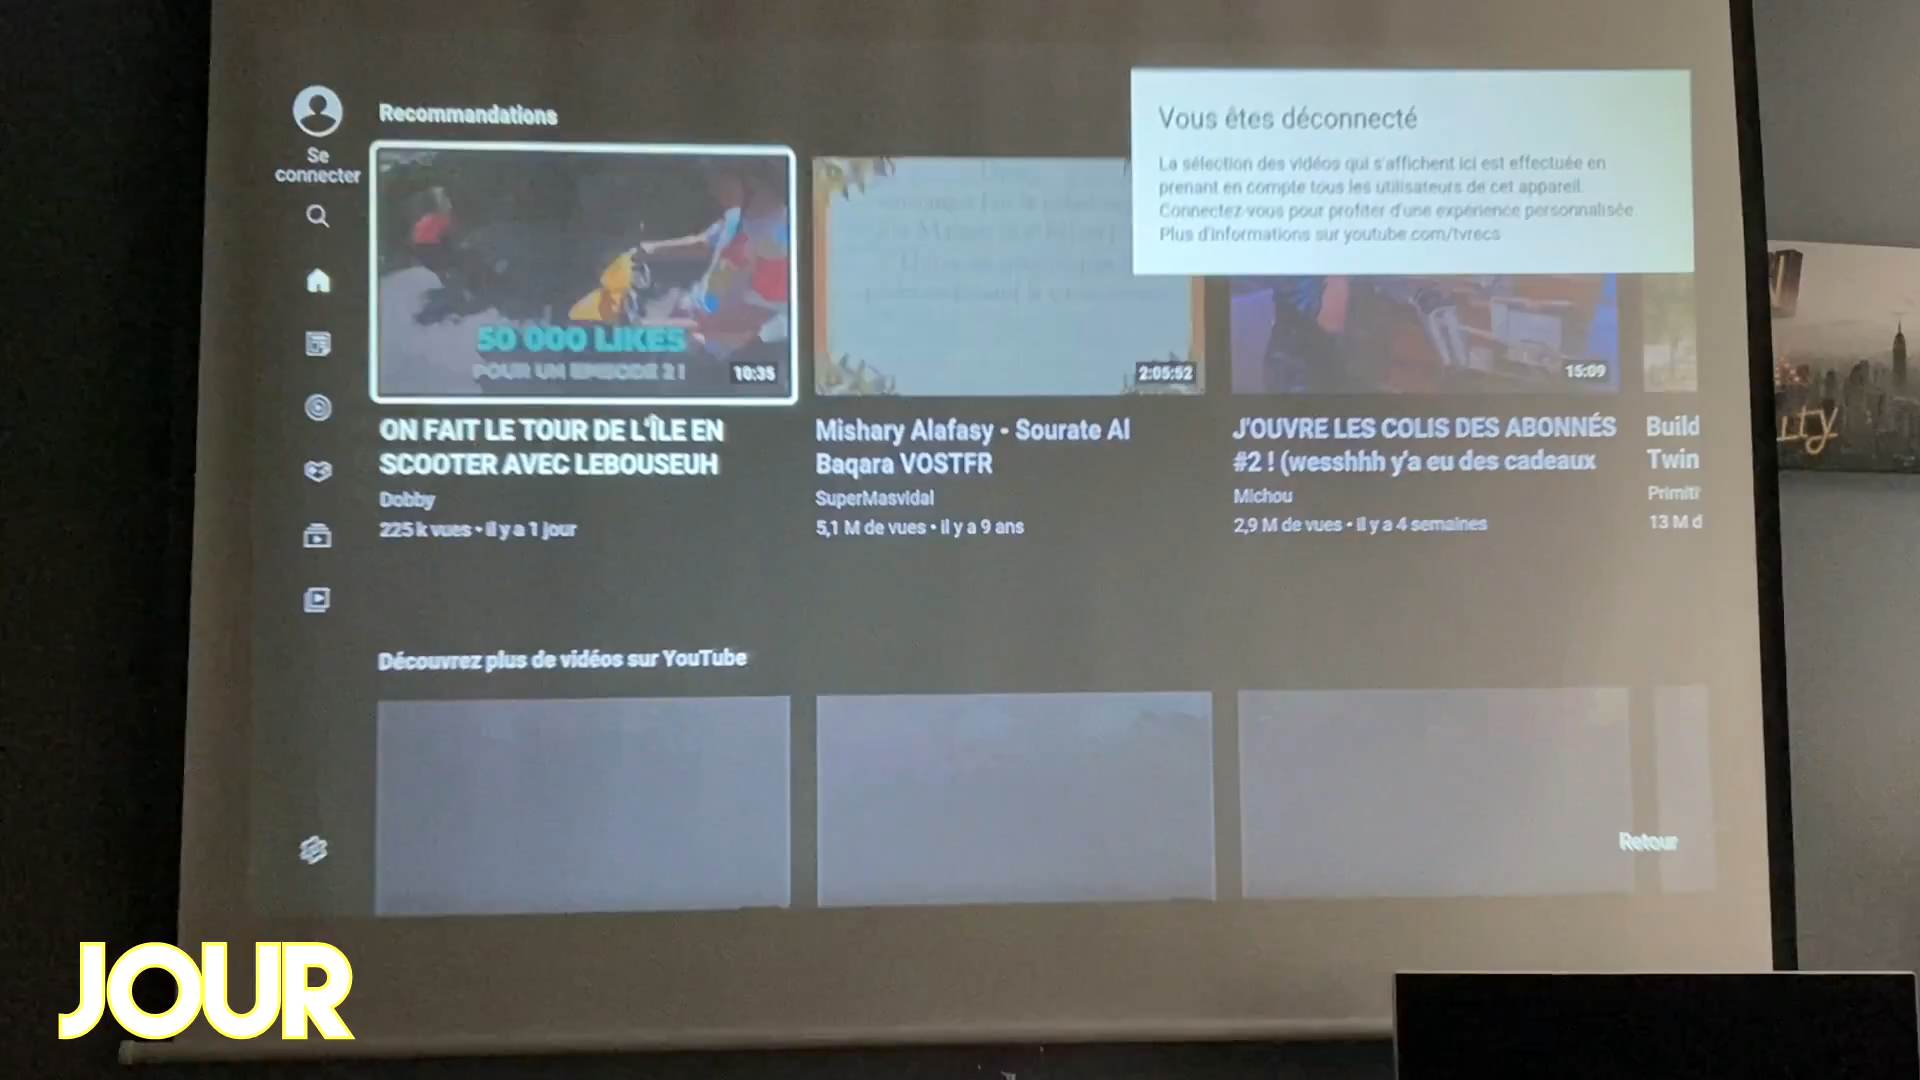 Se
connecter
Recommandations
50 000 LIKES
POUR UN EPISODE 2 !
10:35
ON FAIT LE TOUR DE L'ÎLE EN
SCOOTER AVEC LEBOUSEUH
Dobby
225 k vues • il y a 1 jour
2:05:52
Mishary Alafasy - Sourate Al
Baqara VOSTFR
SuperMasvidal
5,1 M de vues • il y a 9 ans
Vous êtes déconnecté
La sélection des vidéos qui s'affichent ici est effectuée en
prenant en compte tous les utilisateurs de cet appareil.
Connectez-vous pour profiter d'une expérience personnalisée.
Plus d'informations sur youtube.com/tvrecs
15:09
J'OUVRE LES COLIS DES ABONNÉS
#2 ! (wesshhh y'a eu des cadeaux
Michou
2,9 M de vues • il y a 4 semaines
Build
Twin
Primiti
13 M d
Découvrez plus de vidéos sur YouTube
Retour
JOUR